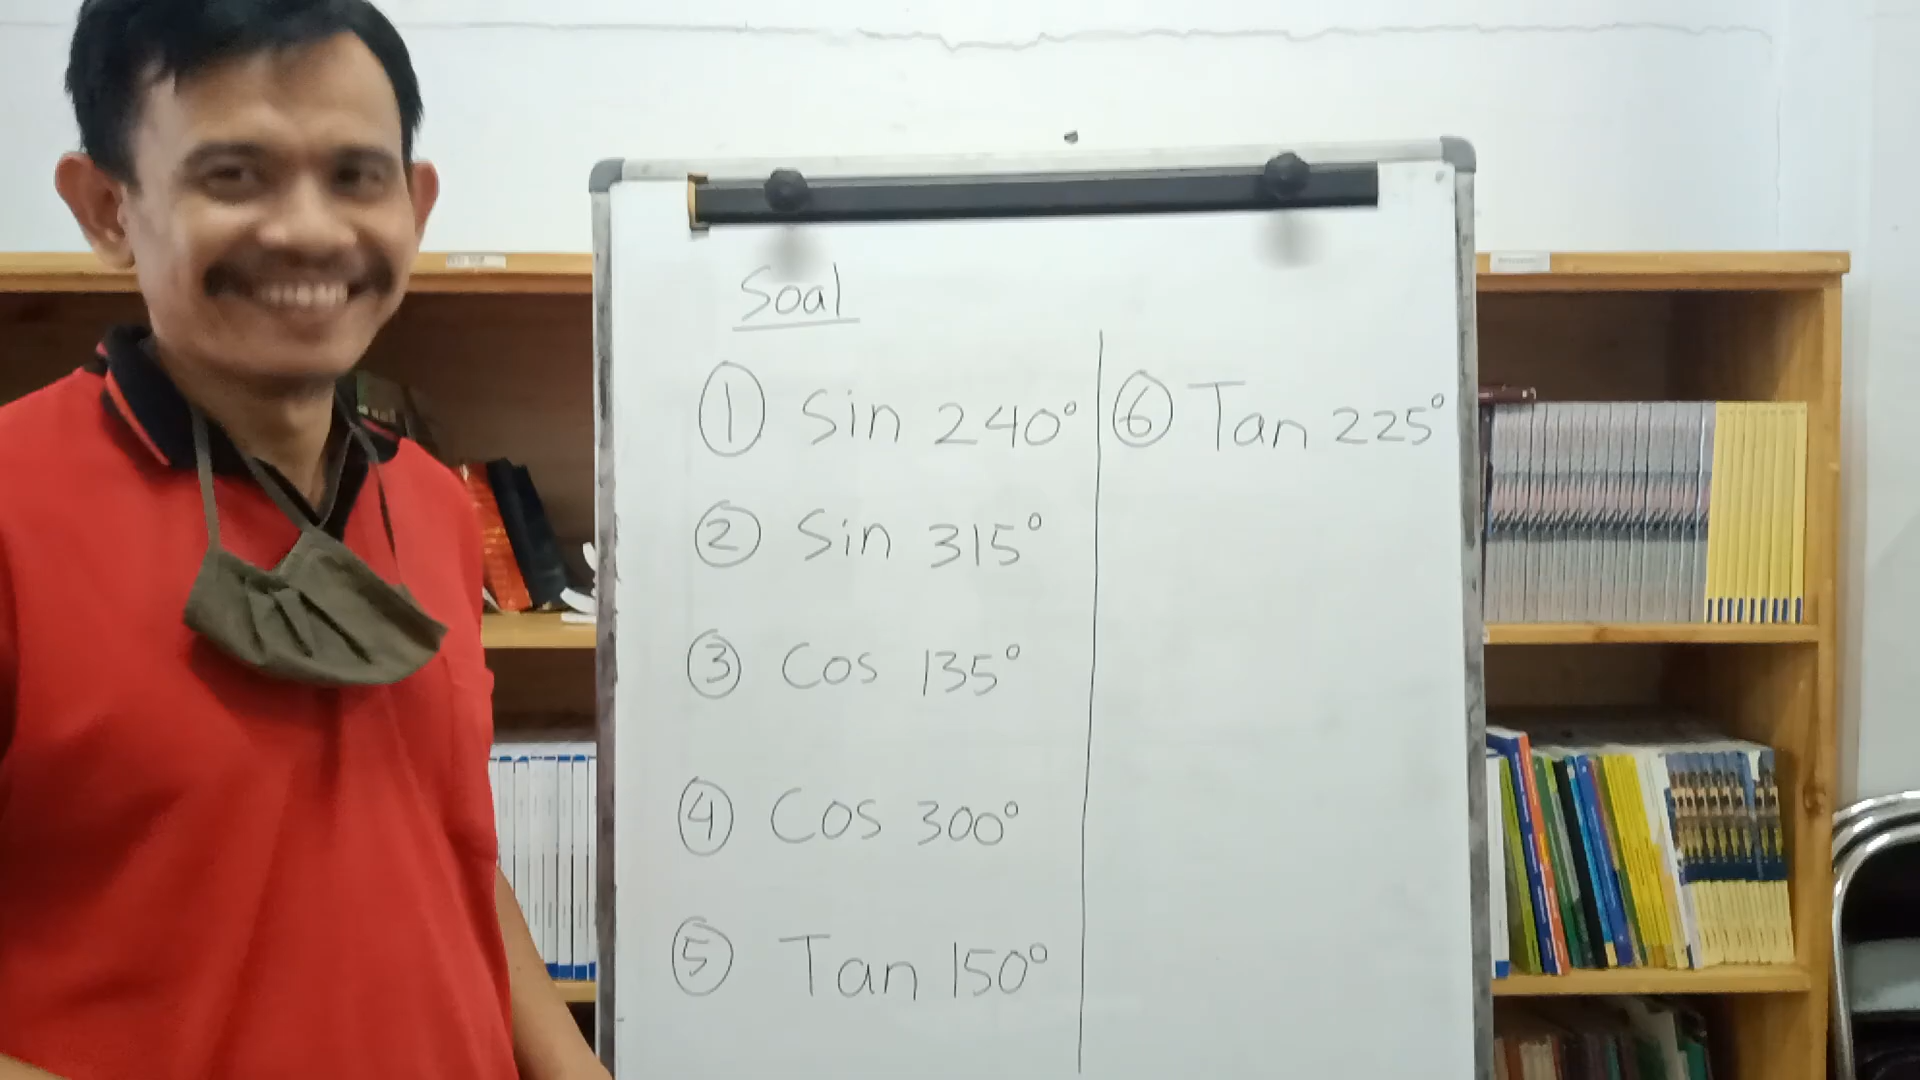 Soal
① Sin 240°
② Sin 315°
③ Cos 135°
④ Cos 300°
⑤ Tan 150°
⑥ Tan 225°